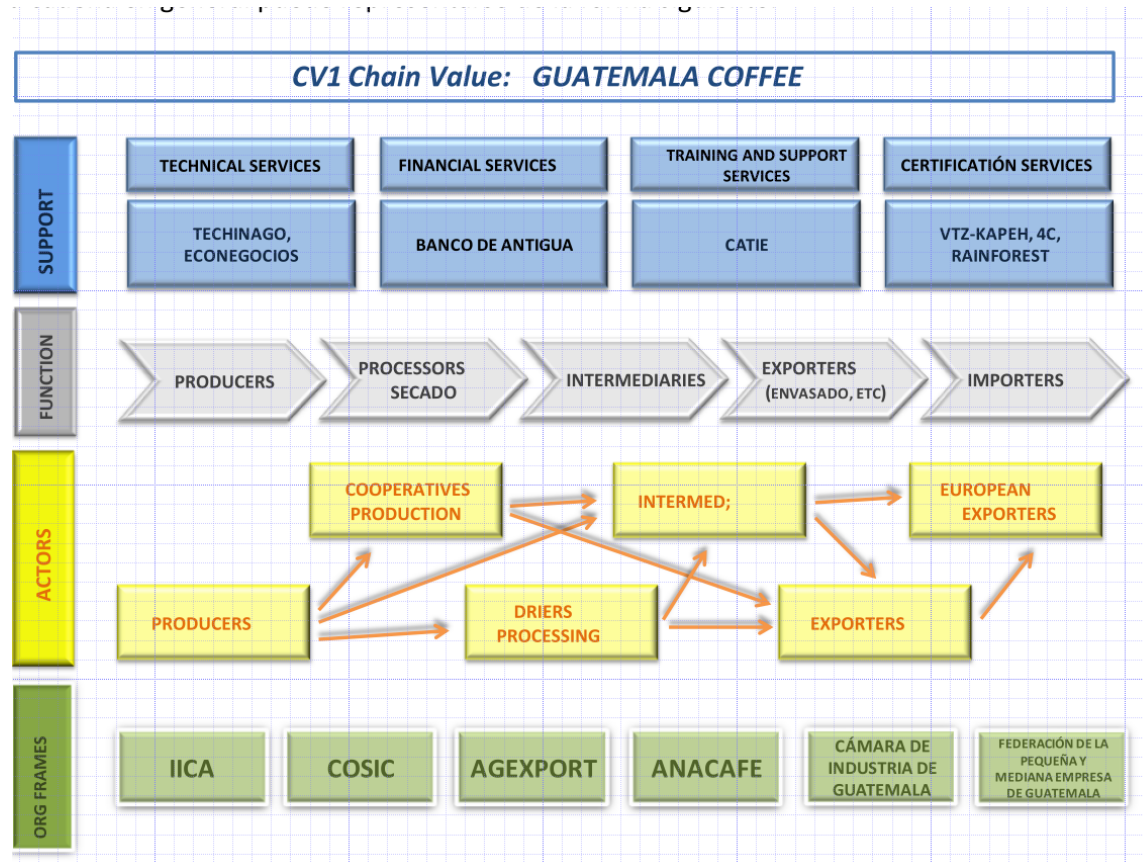 CV1 Chain Value: GUATEMALA COFFEE
SUPPORT
TECHNICAL SERVICES
FINANCIAL SERVICES
TRAINING AND SUPPORT
SERVICES
CERTIFICATIÓN SERVICES
TECHINAGO,
ECONEGOCIOS
BANCO DE ANTIGUA
CATIE
VTZ-KAPEH, 4C,
RAINFOREST
FUNCTION
PRODUCERS
PROCESSORS
SECADO
INTERMEDIARIES
EXPORTERS
(ENVASADO, ETC)
IMPORTERS
ACTORS
COOPERATIVES
PRODUCTION
INTERMED;
EUROPEAN
EXPORTERS
PRODUCERS
DRIERS
PROCESSING
EXPORTERS
ORG FRAMES
IICA
COSIC
AGEXPORT
ANACAFE
CÁMARA DE
INDUSTRIA DE
GUATEMALA
FEDERACIÓN DE LA
PEQUEÑA Y
MEDIANA EMPRESA
DE GUATEMALA